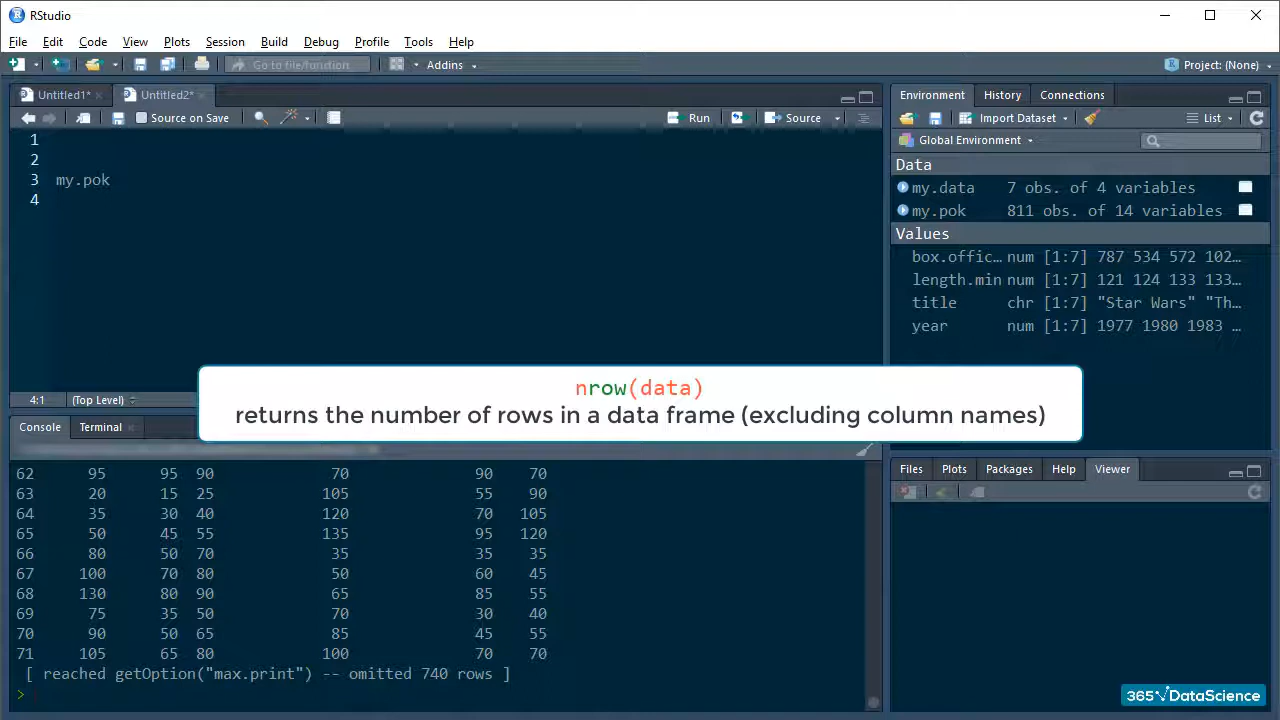 RStudio
File Edit Code View Plots Session Build Debug Profile Tools Help
Go to file/function Addins Project: (None)
Untitled1* Untitled2*
Source on Save Run Source
1
2
3 my.pok
4
4:1 (Top Level)
Environment History Connections
Import Dataset List
Global Environment
Data
my.data 7 obs. of 4 variables
my.pok 811 obs. of 14 variables
Values
box.offic… num [1:7] 787 534 572 102…
length.min num [1:7] 121 124 133 133…
title chr [1:7] "Star Wars" "Th…
year num [1:7] 1977 1980 1983 …
nrow(data)
returns the number of rows in a data frame (excluding column names)
Console Terminal
62 95 95 90 70 90 70
63 20 15 25 105 55 90
64 35 30 40 120 70 105
65 50 45 55 135 95 120
66 80 50 70 35 35 35
67 100 70 80 50 60 45
68 130 80 90 65 85 55
69 75 35 50 70 30 40
70 90 50 65 85 45 55
71 105 65 80 100 70 70
[ reached getOption("max.print") -- omitted 740 rows ]
>
Files Plots Packages Help Viewer
365 DataScience